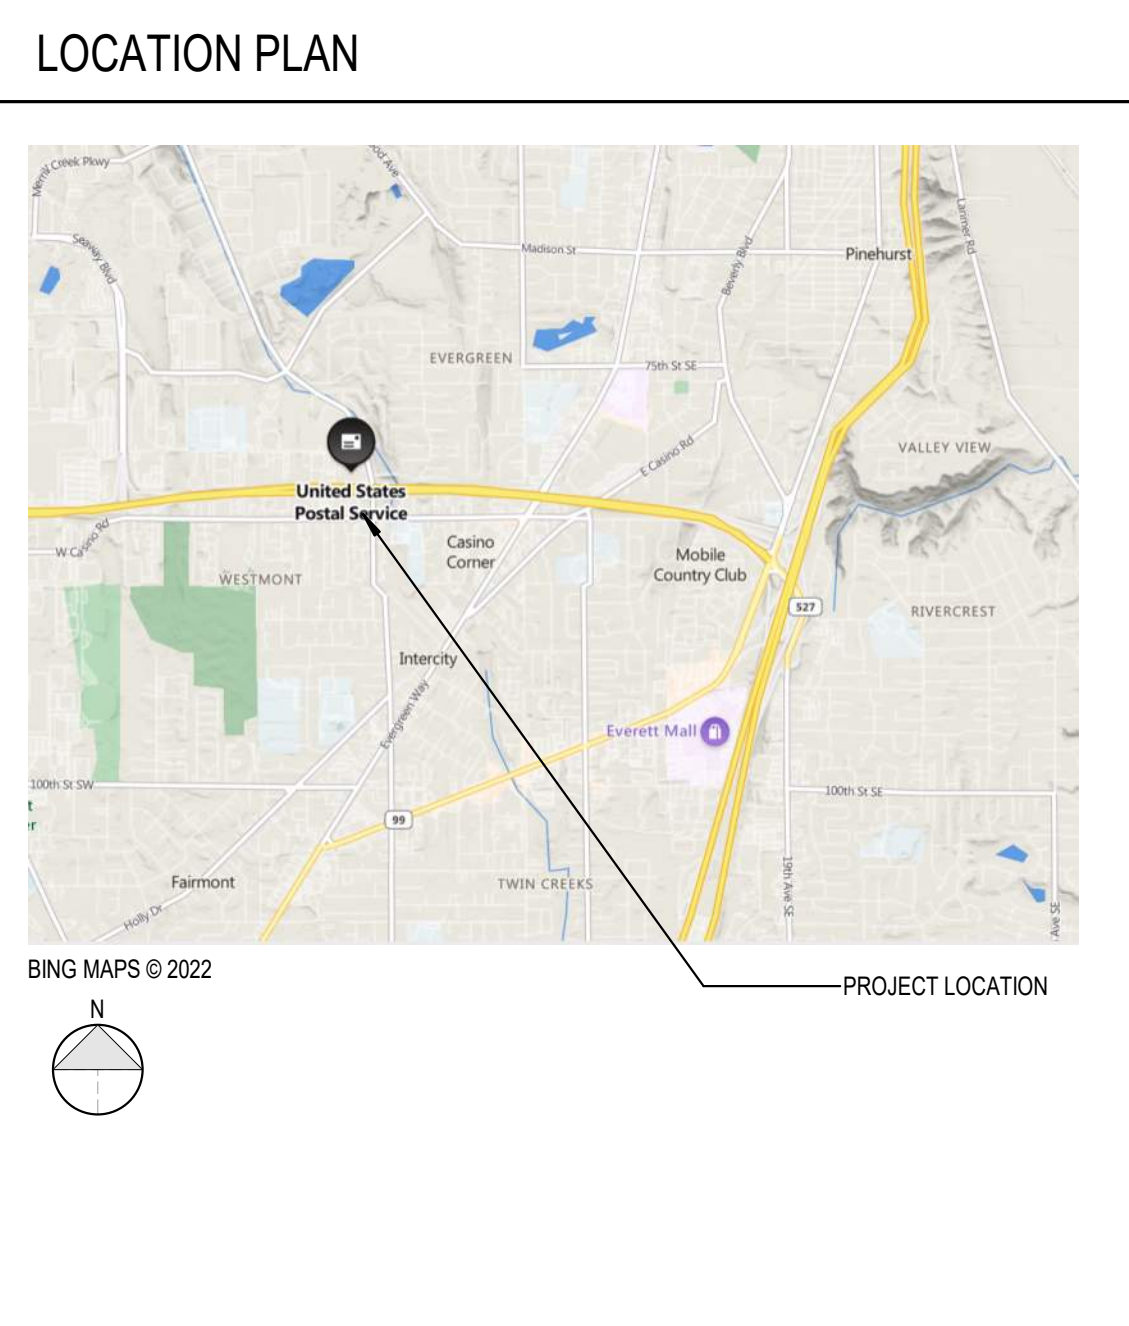 LOCATION PLAN
Merrill Creek Pkwy
Seaway Blvd
Madison St
Beverly Blvd
Pinehurst
Larimer Rd
EVERGREEN
75th St SE
E Casino Rd
VALLEY VIEW
United States
Postal Service
W Casino Rd
Casino
Corner
Mobile
Country Club
WESTMONT
527
RIVERCREST
Intercity
Evergreen Way
Everett Mall
100th St SW
100th St SE
99
Fairmont
TWIN CREEKS
19th Ave SE
Holly Dr
Ave SE
BING MAPS © 2022
PROJECT LOCATION
N